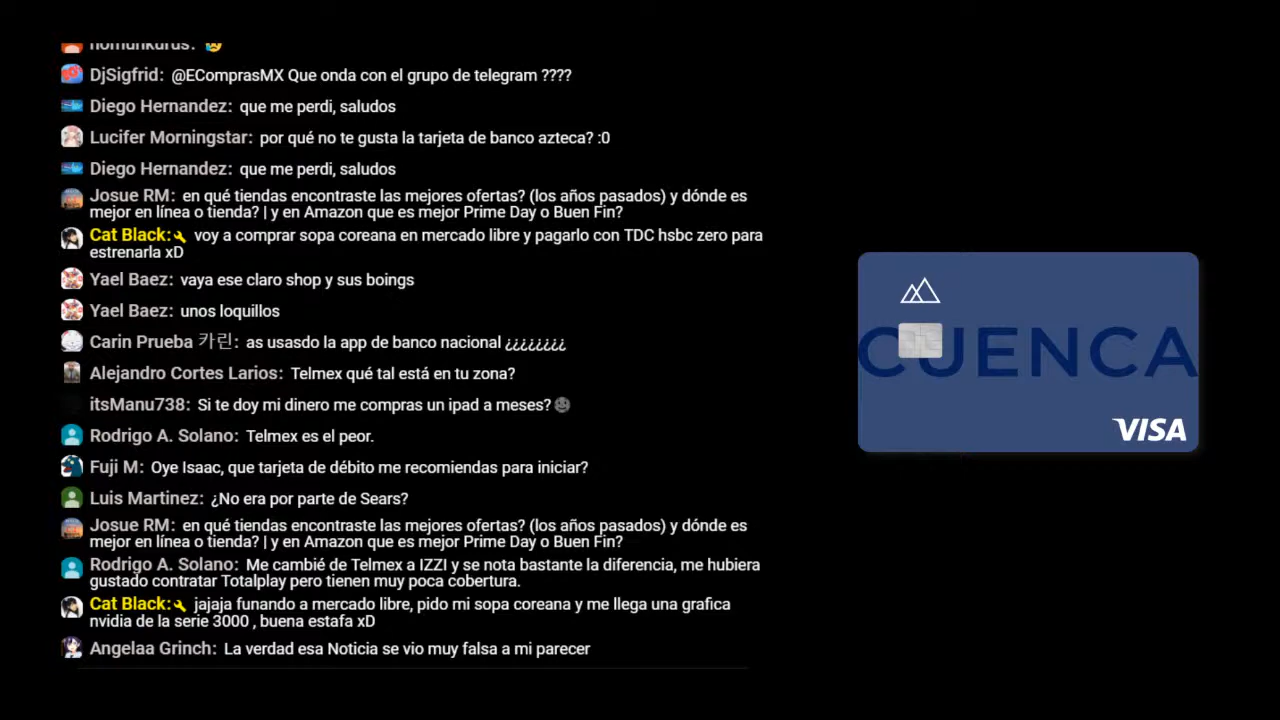 homunkurus: 😥
DjSigfrid: @EComprasMX Que onda con el grupo de telegram ????
Diego Hernandez: que me perdi, saludos
Lucifer Morningstar: por qué no te gusta la tarjeta de banco azteca? :0
Diego Hernandez: que me perdi, saludos
Josue RM: en qué tiendas encontraste las mejores ofertas? (los años pasados) y dónde es
mejor en línea o tienda? | y en Amazon que es mejor Prime Day o Buen Fin?
Cat Black: voy a comprar sopa coreana en mercado libre y pagarlo con TDC hsbc zero para
estrenarla xD
Yael Baez: vaya ese claro shop y sus boings
Yael Baez: unos loquillos
Carin Prueba 카린: as usasdo la app de banco nacional ¿¿¿¿¿¿¿¿
Alejandro Cortes Larios: Telmex qué tal está en tu zona?
itsManu738: Si te doy mi dinero me compras un ipad a meses?
Rodrigo A. Solano: Telmex es el peor.
Fuji M: Oye Isaac, que tarjeta de débito me recomiendas para iniciar?
Luis Martinez: ¿No era por parte de Sears?
Josue RM: en qué tiendas encontraste las mejores ofertas? (los años pasados) y dónde es
mejor en línea o tienda? | y en Amazon que es mejor Prime Day o Buen Fin?
Rodrigo A. Solano: Me cambié de Telmex a IZZI y se nota bastante la diferencia, me hubiera
gustado contratar Totalplay pero tienen muy poca cobertura.
Cat Black: jajaja funando a mercado libre, pido mi sopa coreana y me llega una grafica
nvidia de la serie 3000 , buena estafa xD
Angelaa Grinch: La verdad esa Noticia se vio muy falsa a mi parecer
CUENCA
VISA